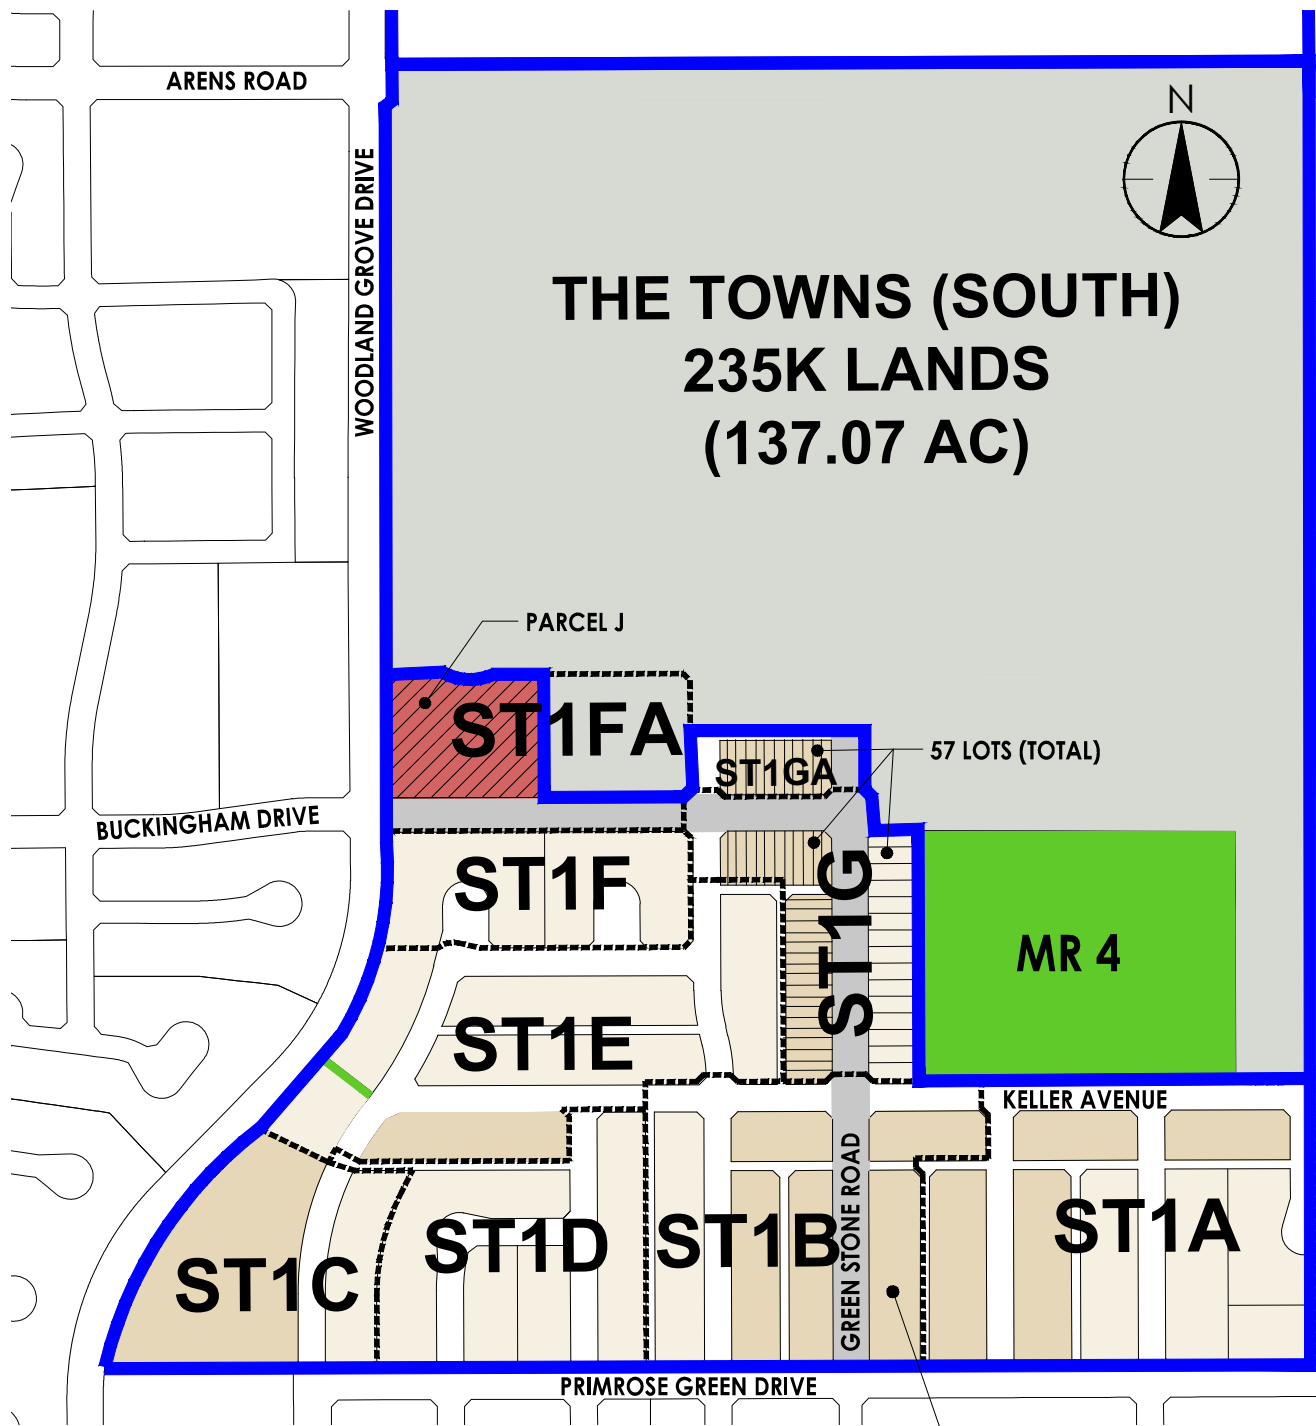 ARENS ROAD
N
WOODLAND GROVE DRIVE
THE TOWNS (SOUTH)
235K LANDS
(137.07 AC)
PARCEL J
ST1FA
57 LOTS (TOTAL)
ST1GA
BUCKINGHAM DRIVE
ST1F
ST1G
MR 4
ST1E
KELLER AVENUE
GREEN STONE ROAD
ST1A
ST1D
ST1B
ST1C
PRIMROSE GREEN DRIVE